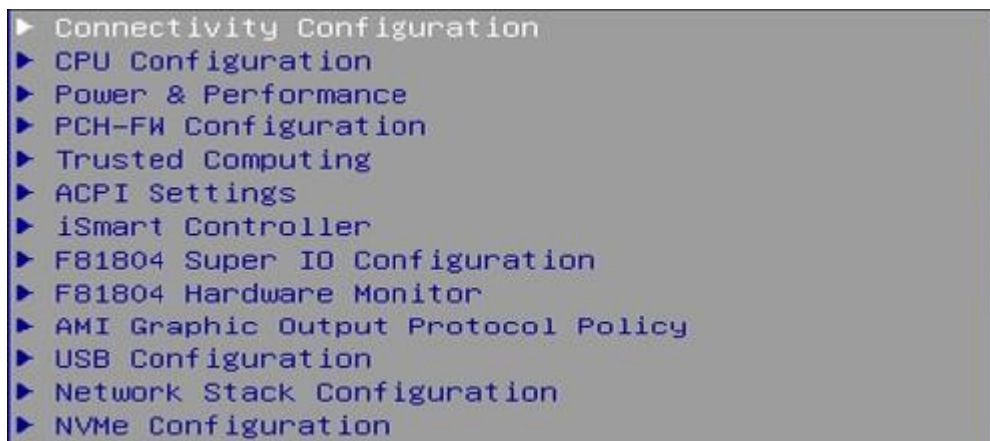 Connectivity Configuration
CPU Configuration
Power & Performance
PCH-FW Configuration
Trusted Computing
ACPI Settings
iSmart Controller
F81804 Super IO Configuration
F81804 Hardware Monitor
AMI Graphic Output Protocol Policy
USB Configuration
Network Stack Configuration
NVMe Configuration